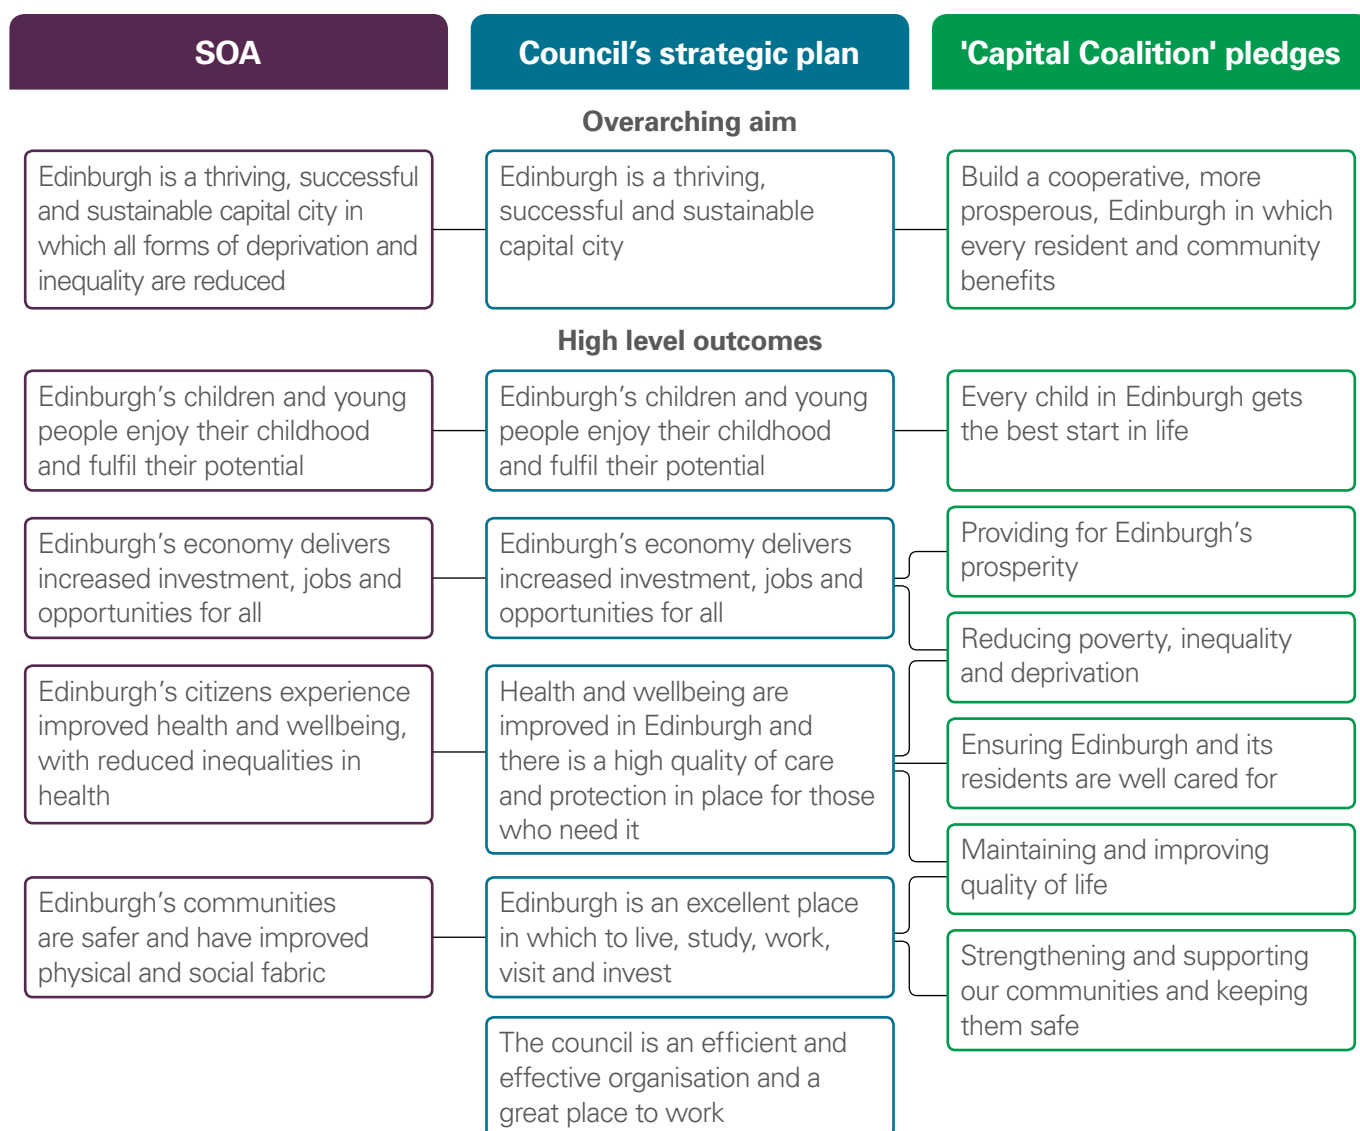 SOA
Council’s strategic plan
'Capital Coalition' pledges
Overarching aim
Edinburgh is a thriving, successful
and sustainable capital city in
which all forms of deprivation and
inequality are reduced
Edinburgh is a thriving,
successful and sustainable
capital city
Build a cooperative, more
prosperous, Edinburgh in which
every resident and community
benefits
High level outcomes
Edinburgh’s children and young
people enjoy their childhood
and fulfil their potential
Edinburgh’s children and young
people enjoy their childhood
and fulfil their potential
Every child in Edinburgh gets
the best start in life
Edinburgh’s economy delivers
increased investment, jobs and
opportunities for all
Edinburgh’s economy delivers
increased investment, jobs and
opportunities for all
Providing for Edinburgh’s
prosperity
Reducing poverty, inequality
and deprivation
Edinburgh’s citizens experience
improved health and wellbeing,
with reduced inequalities in
health
Health and wellbeing are
improved in Edinburgh and
there is a high quality of care
and protection in place for those
who need it
Ensuring Edinburgh and its
residents are well cared for
Maintaining and improving
quality of life
Edinburgh’s communities
are safer and have improved
physical and social fabric
Edinburgh is an excellent place
in which to live, study, work,
visit and invest
Strengthening and supporting
our communities and keeping
them safe
The council is an efficient and
effective organisation and a
great place to work